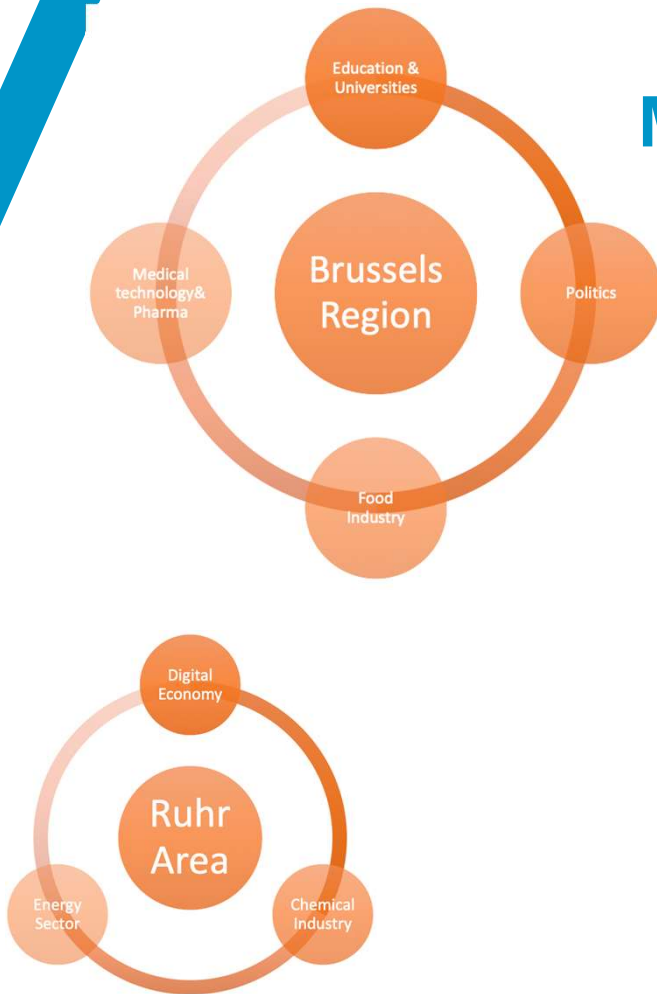 Education &
Universities
M
Medical
technology&
Pharma
Brussels
Region
Politics
Food
Industry
Digital
Economy
Ruhr
Area
Energy
Sector
Chemical
Industry